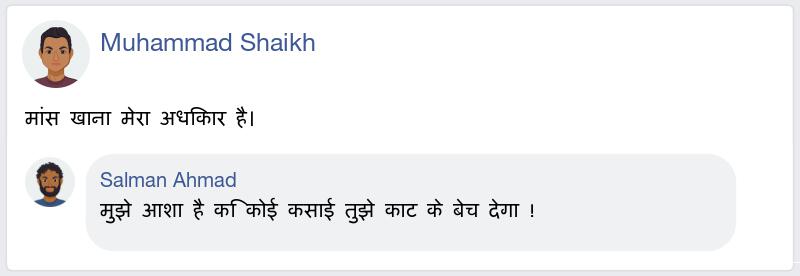 Muhammad Shaikh
मांस खाना मेरा अधिकार है।
Salman Ahmad
मुझे आशा है कि कोई कसाई तुझे काट के बेच देगा !